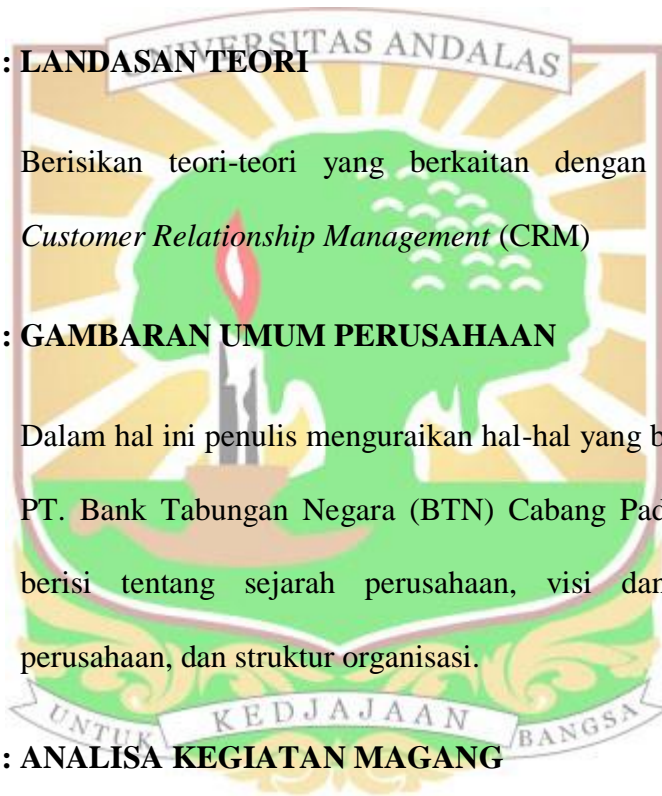 UNIVERSITAS ANDALAS
: LANDASAN TEORI
Berisikan teori-teori yang berkaitan dengan
Customer Relationship Management (CRM)
: GAMBARAN UMUM PERUSAHAAN
Dalam hal ini penulis menguraikan hal-hal yang b
PT. Bank Tabungan Negara (BTN) Cabang Pad
berisi tentang sejarah perusahaan, visi dan
perusahaan, dan struktur organisasi.
UNTUK KEDJAJAAN BANGSA
: ANALISA KEGIATAN MAGANG